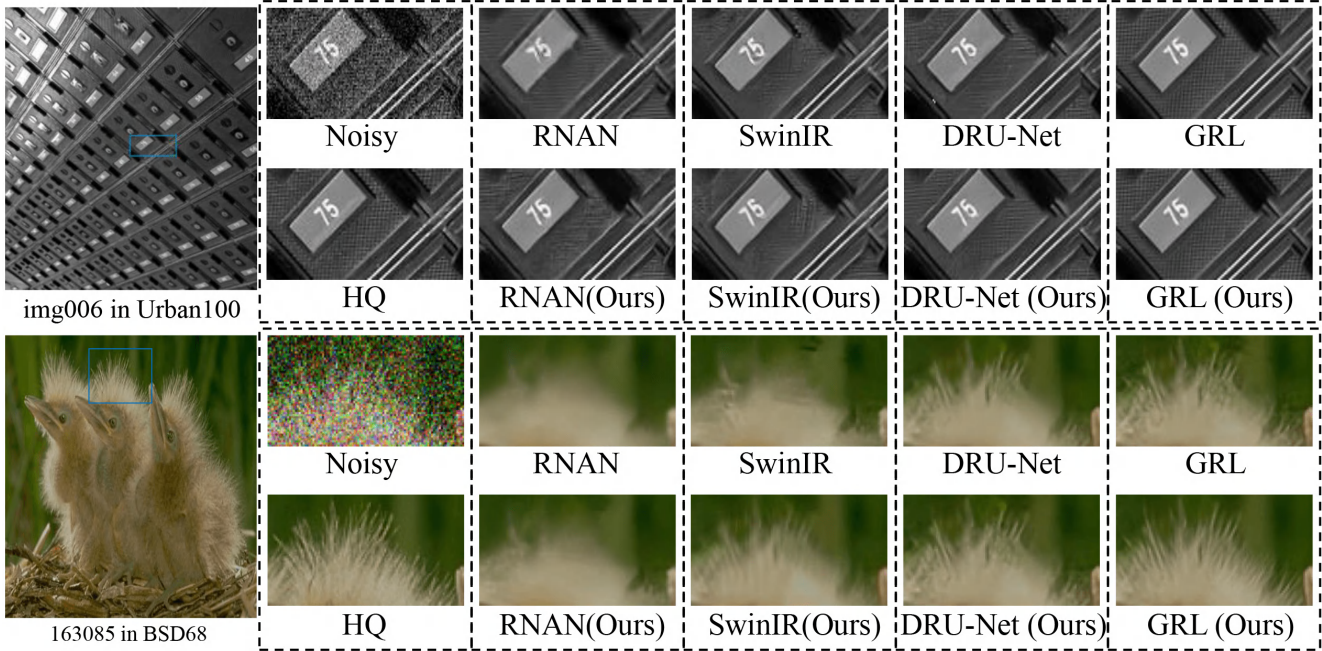 75
75
75
75
75
Noisy
RNAN
SwinIR
DRU-Net
GRL
75
75
75
75
HQ
RNAN(Ours)
SwinIR(Ours)
DRU-Net (Ours)
GRL (Ours)
img006 in Urban100
Noisy
RNAN
SwinIR
DRU-Net
GRL
HQ
RNAN(Ours)
SwinIR(Ours)
DRU-Net (Ours)
GRL (Ours)
163085 in BSD68